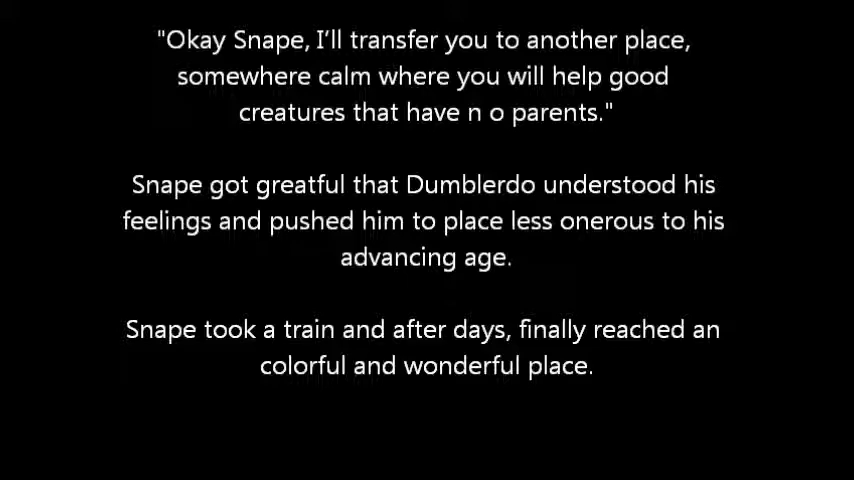 "Okay Snape, I’ll transfer you to another place,
somewhere calm where you will help good
creatures that have n o parents."
Snape got greatful that Dumblerdo understood his
feelings and pushed him to place less onerous to his
advancing age.
Snape took a train and after days, finally reached an
colorful and wonderful place.